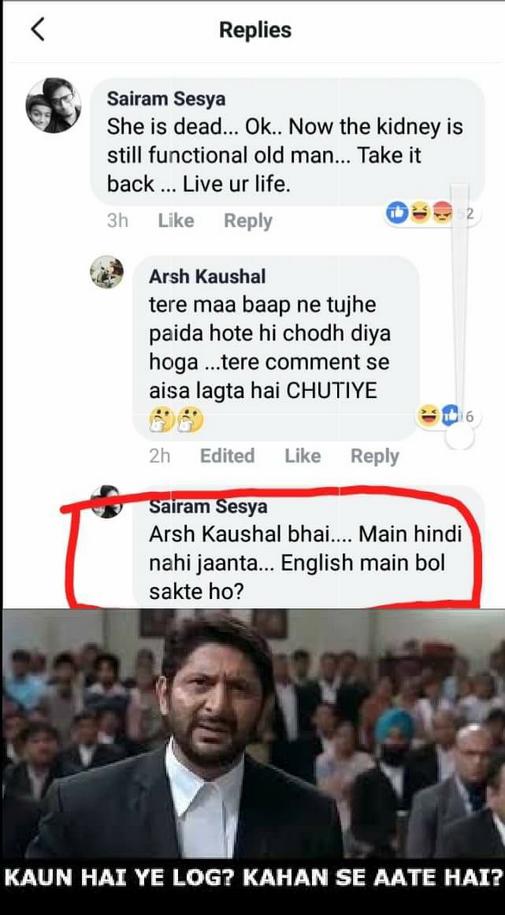 Replies
Sairam Sesya
She is dead... Ok.. Now the kidney is
still functional old man... Take it
back ... Live ur life.
3h Like Reply
52
Arsh Kaushal
tere maa baap ne tujhe
paida hote hi chodh diya
hoga ...tere comment se
aisa lagta hai CHUTIYE
6
2h Edited Like Reply
Sairam Sesya
Arsh Kaushal bhai.... Main hindi
nahi jaanta... English main bol
sakte ho?
KAUN HAI YE LOG? KAHAN SE AATE HAI?